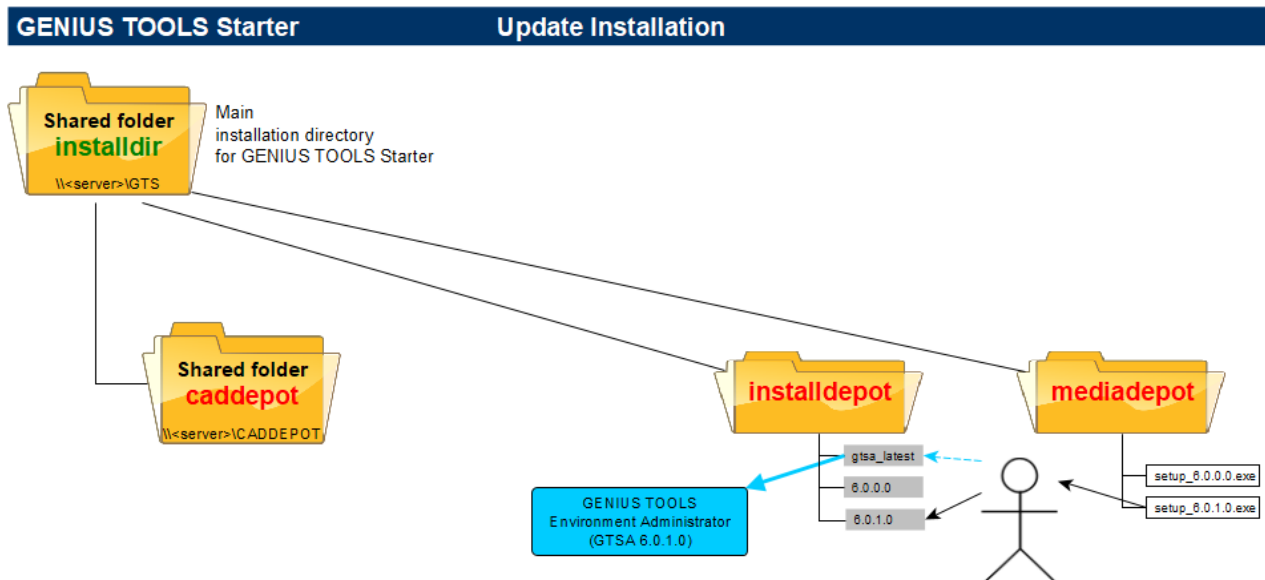 GENIUS TOOLS Starter Update Installation
Shared folder
installdir
\\<server>\GTS
Main
installation directory
for GENIUS TOOLS Starter
Shared folder
caddepot
\\<server>\CADDEPOT
installdepot
mediadepot
gtsa_latest
6.0.0.0
6.0.1.0
setup_6.0.0.0.exe
setup_6.0.1.0.exe
GENIUS TOOLS
Environment Administrator
(GTSA 6.0.1.0)